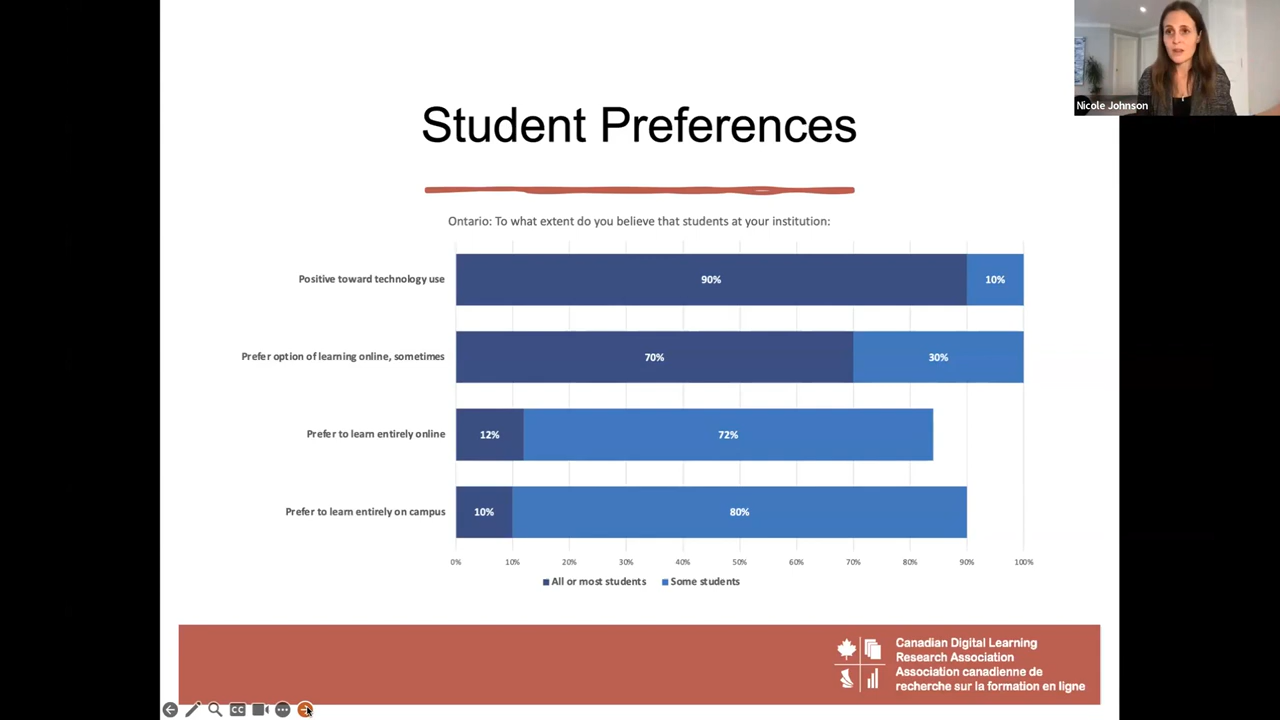 Nicole Johnson
Student Preferences
Ontario: To what extent do you believe that students at your institution:
Positive toward technology use
90%
10%
Prefer option of learning online, sometimes
70%
30%
Prefer to learn entirely online
12%
72%
Prefer to learn entirely on campus
10%
80%
0% 10% 20% 30% 40% 50% 60% 70% 80% 90% 100%
All or most students Some students
Canadian Digital Learning
Research Association
Association canadienne de
recherche sur la formation en ligne
CC